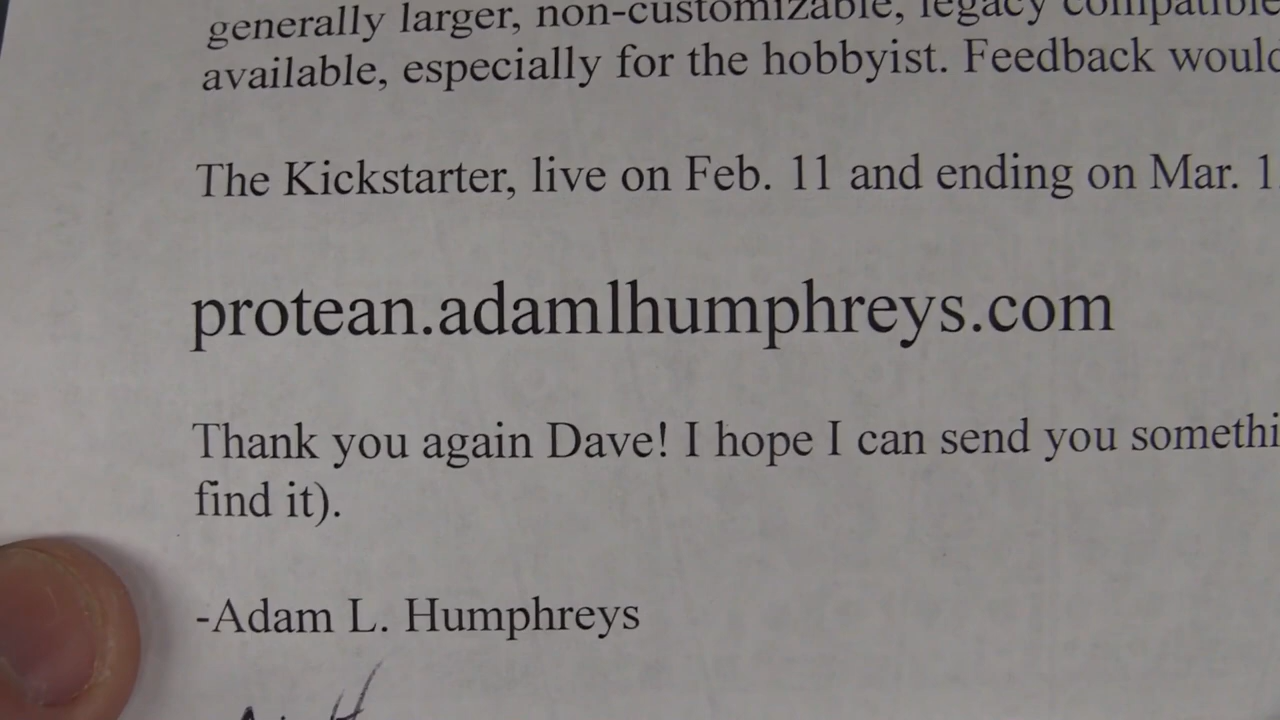 generally larger, non-customizable, legacy compatible
available, especially for the hobbyist. Feedback would
The Kickstarter, live on Feb. 11 and ending on Mar. 1
protean.adamlhumphreys.com
Thank you again Dave! I hope I can send you somethi
find it).
-Adam L. Humphreys